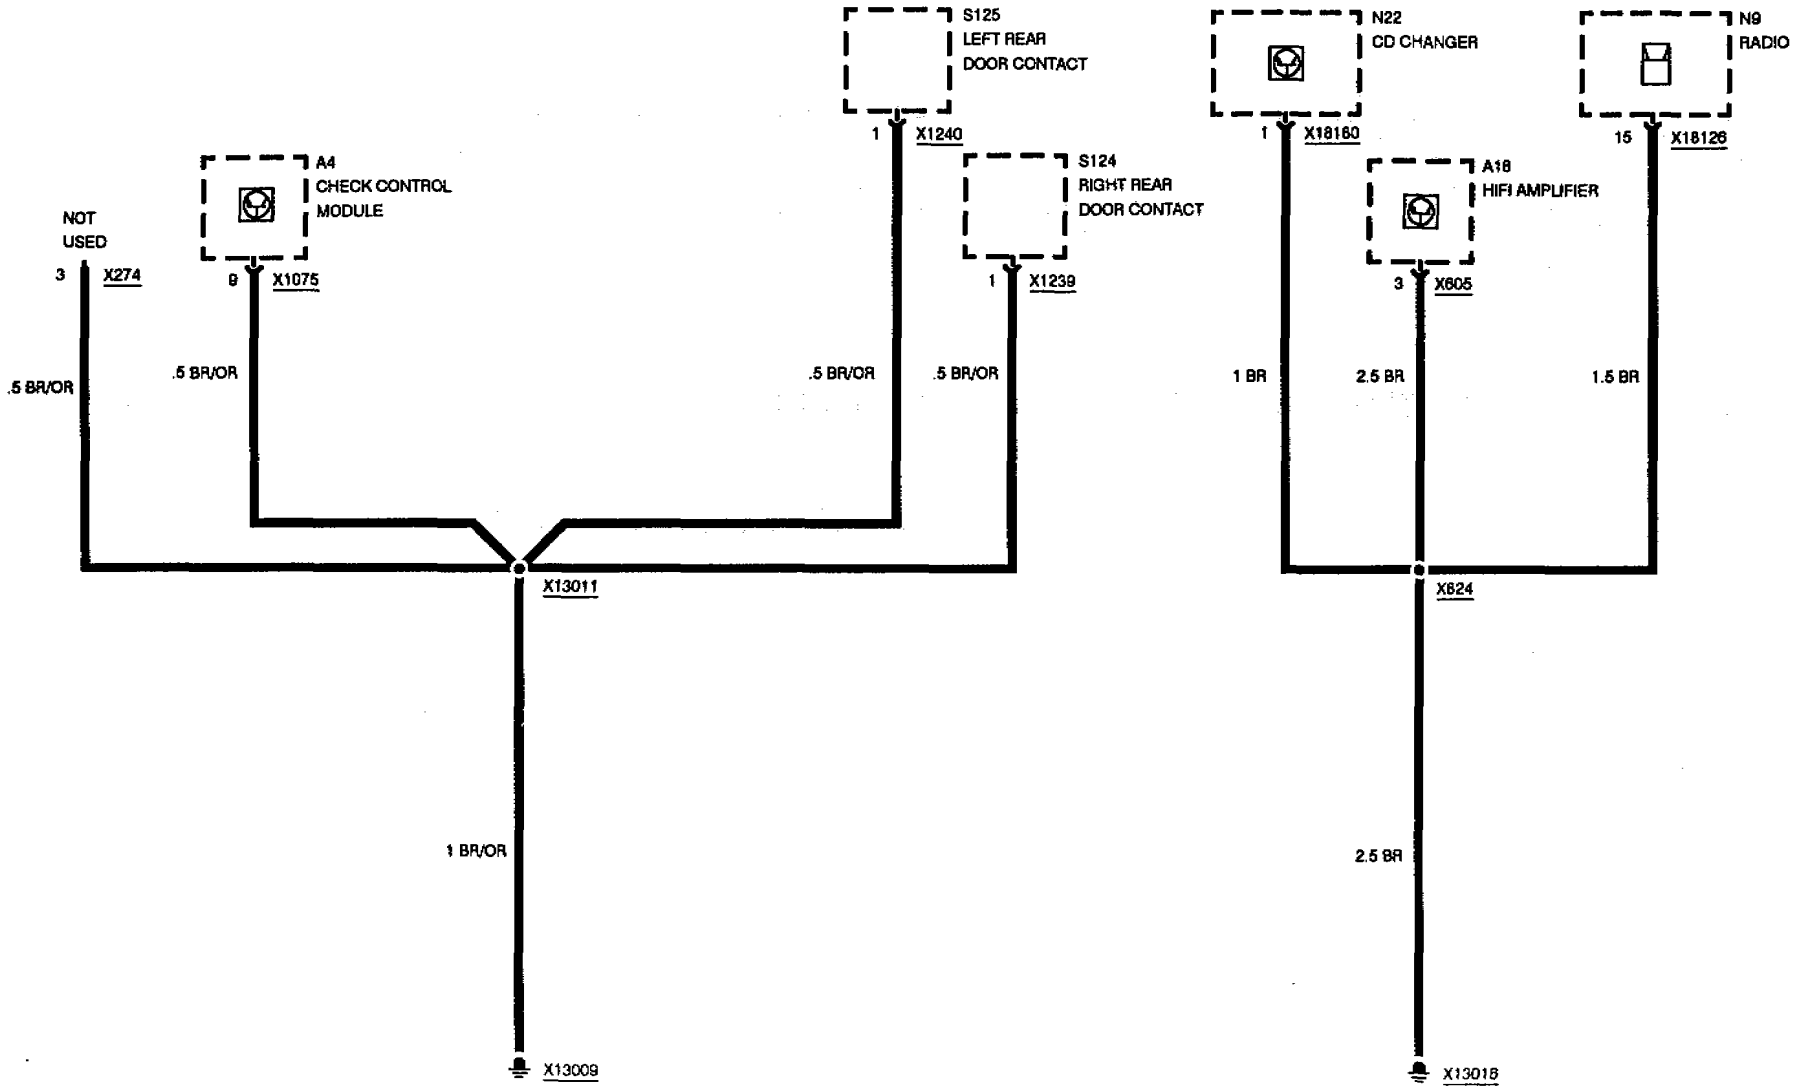 S125
LEFT REAR
DOOR CONTACT
1
X1240
N22
CD CHANGER
1
X18180
N9
RADIO
15
X18126
A4
CHECK CONTROL
MODULE
9
X1075
S124
RIGHT REAR
DOOR CONTACT
1
X1239
A18
HIFI AMPLIFIER
3
X605
NOT
USED
3
X274
.5 BR/OR
.5 BR/OR
.5 BR/OR
.5 BR/OR
1 BR
2.5 BR
1.5 BR
X13011
X624
1 BR/OR
2.5 BR
X13009
X13016